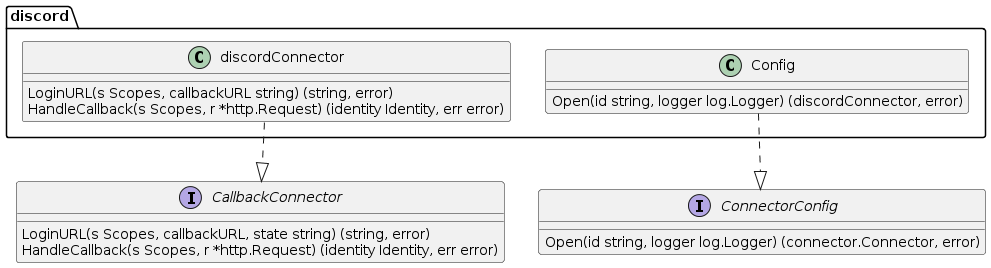 discord
C discordConnector
LoginURL(s Scopes, callbackURL string) (string, error)
HandleCallback(s Scopes, r *http.Request) (identity Identity, err error)
C Config
Open(id string, logger log.Logger) (discordConnector, error)
I CallbackConnector
LoginURL(s Scopes, callbackURL, state string) (string, error)
HandleCallback(s Scopes, r *http.Request) (identity Identity, err error)
I ConnectorConfig
Open(id string, logger log.Logger) (connector.Connector, error)